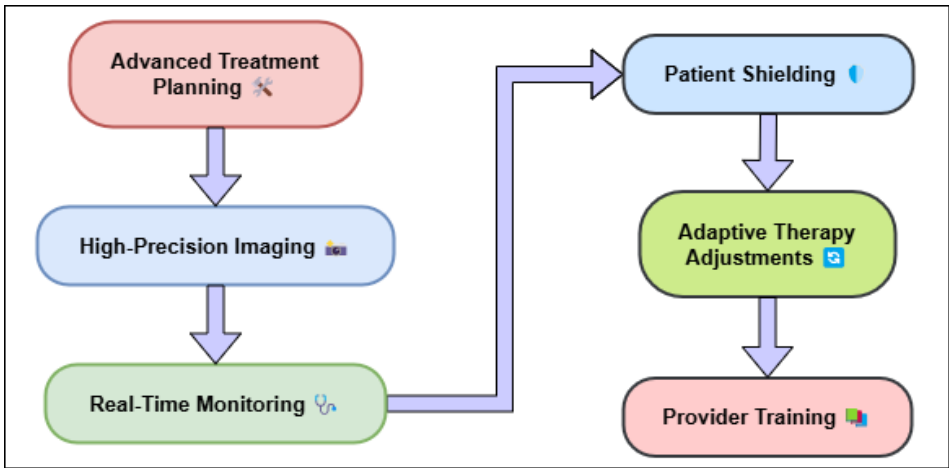 Advanced Treatment
Planning 🛠️
High-Precision Imaging 📸
Real-Time Monitoring 🩺
Patient Shielding 🛡️
Adaptive Therapy
Adjustments 🔄
Provider Training 📚